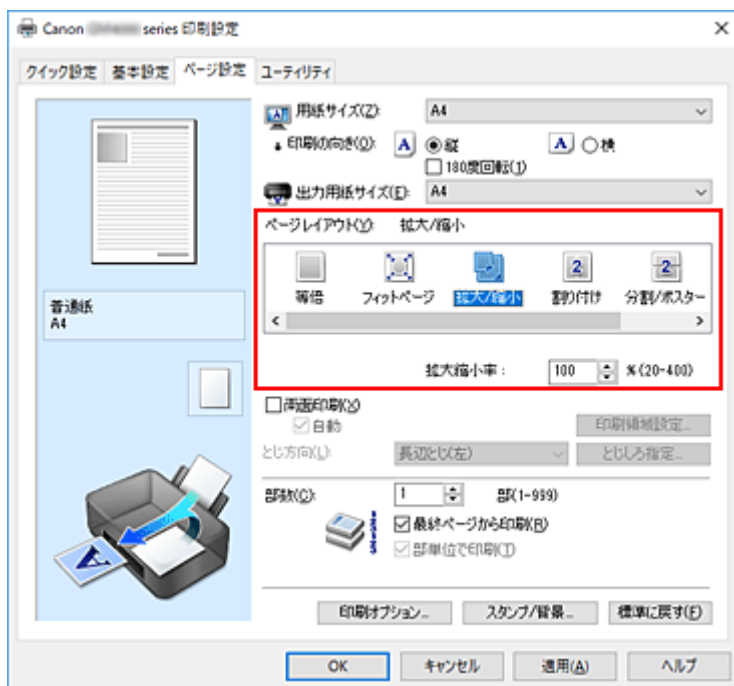 Canon series 印刷設定
クイック設定 基本設定 ページ設定 ユーティリティ
用紙サイズ(Z): A4
印刷の向き(O): A 縦 A 横
180度回転(1)
出力用紙サイズ(E): A4
ページレイアウト(Y): 拡大/縮小
2 2
等倍 フィットページ 拡大/縮小 割り付け 分割/ポスター
拡大縮小率: 100 % (20-400)
普通紙
A4
両面印刷(X)
自動 印刷領域設定...
とじ方向(L): 長辺とじ(左) とじしろ指定...
部数(C): 1 部(1-999)
最終ページから印刷(R)
部単位で印刷(T)
A
印刷オプション... スタンプ/背景... 標準に戻す(F)
OK キャンセル 適用(A) ヘルプ